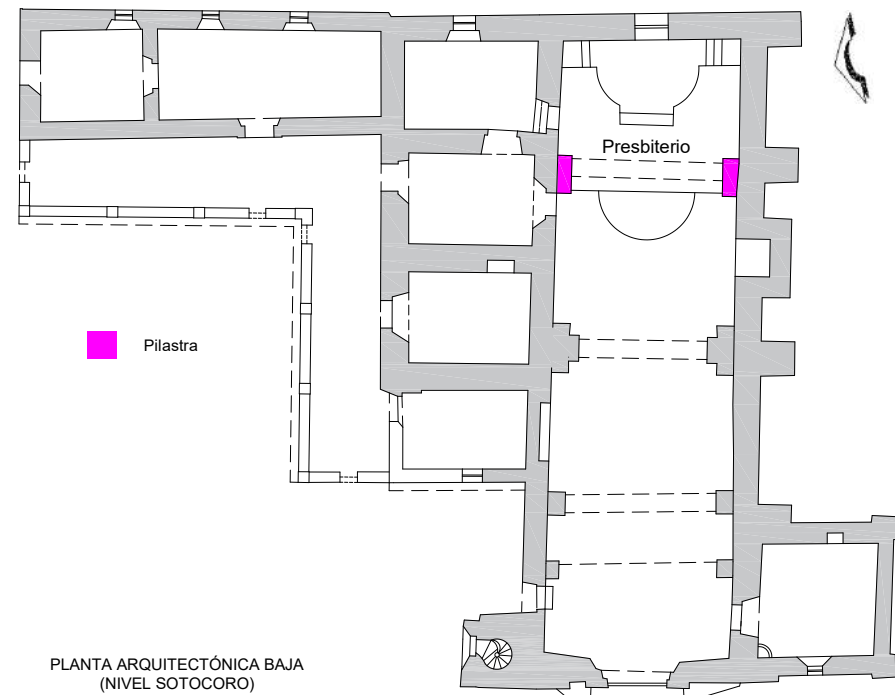 Presbiterio
Pilastra
PLANTA ARQUITECTÓNICA BAJA
(NIVEL SOTOCORO)